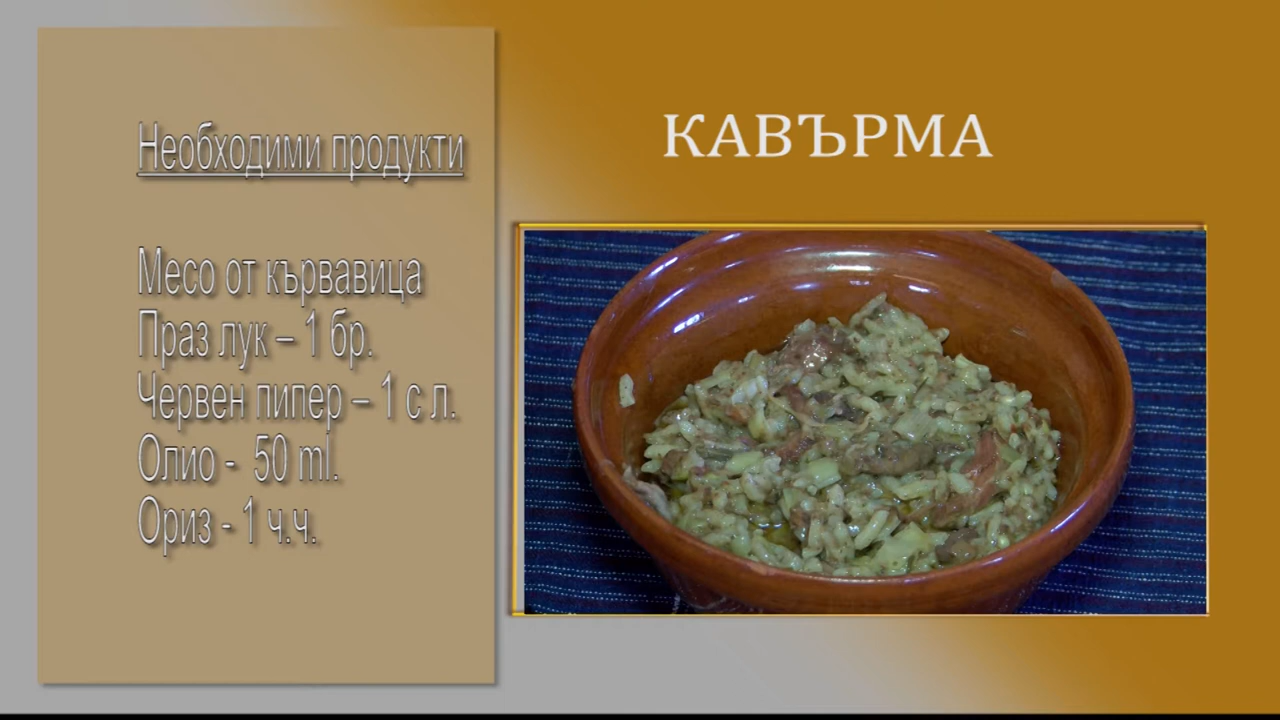 КАВЪРМА
Необходими продукти
Месо от кървавица
Праз лук – 1 бр.
Червен пипер – 1 с л.
Олио - 50 ml.
Ориз - 1 ч.ч.